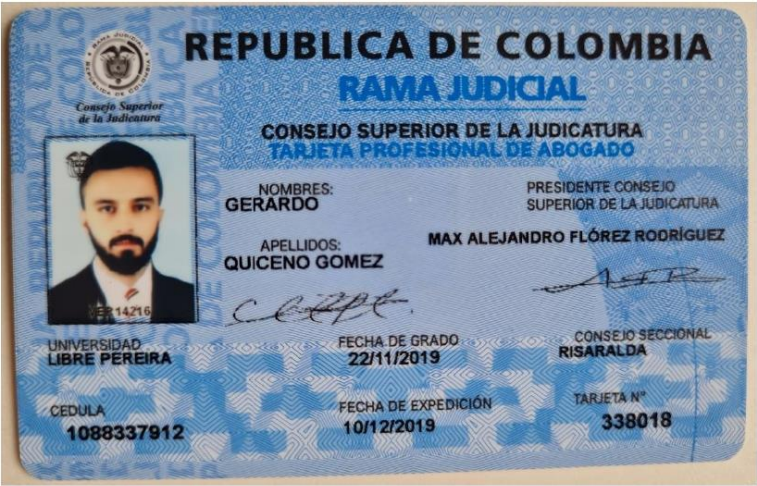 REPUBLICA DE COLOMBIA
RAMA JUDICIAL
REPUBLICA DE COLOMBIA
Consejo Superior
de la Judicatura
RAMA JUDICIAL
CONSEJO SUPERIOR DE LA JUDICATURA
TARJETA PROFESIONAL DE ABOGADO
NOMBRES:
GERARDO
PRESIDENTE CONSEJO
SUPERIOR DE LA JUDICATURA
APELLIDOS:
QUICENO GOMEZ
MAX ALEJANDRO FLÓREZ RODRÍGUEZ
UNIVERSIDAD
LIBRE PEREIRA
FECHA DE GRADO
22/11/2019
CONSEJO SECCIONAL
RISARALDA
CEDULA
1088337912
FECHA DE EXPEDICIÓN
10/12/2019
TARJETA Nº
338018